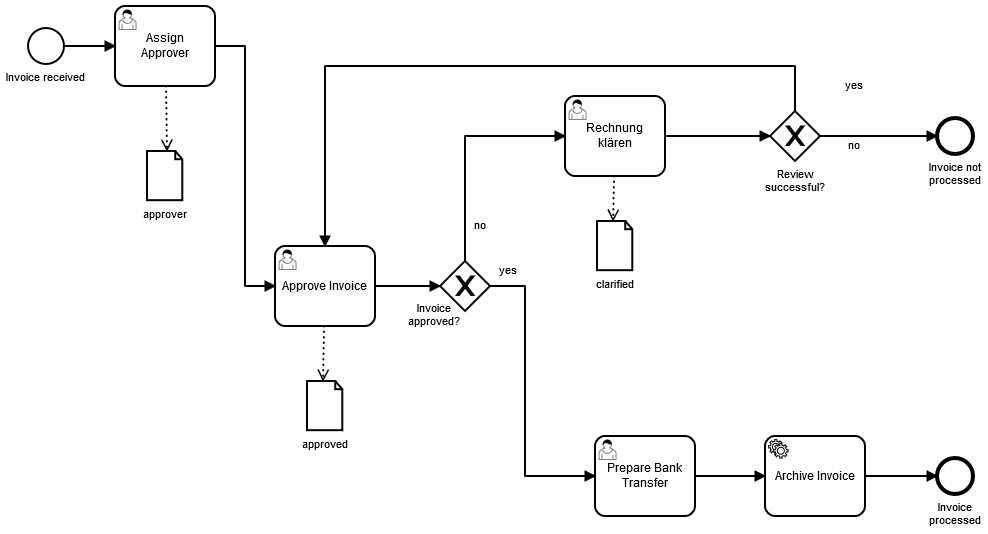 Assign
Approver
Invoice received
approver
yes
Rechnung
klären
no
Review
successful?
Invoice not
processed
no
clarified
yes
Approve Invoice
Invoice
approved?
approved
Prepare Bank
Transfer
Archive Invoice
Invoice
processed